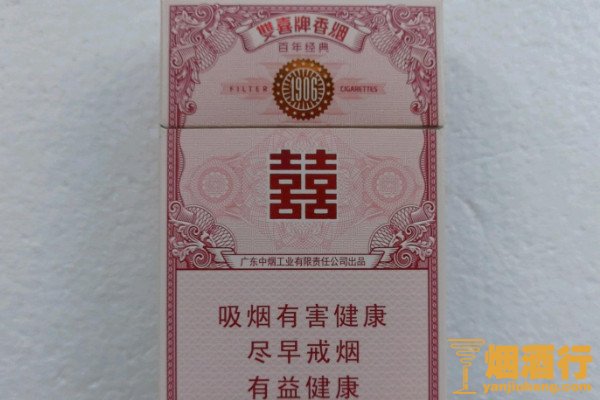 雙喜牌香烟
百年经典
FILTER 1906 CIGARETTES
囍
广东中烟工业有限责任公司出品
吸烟有害健康
尽早戒烟
有益健康
烟酒行
yanjiuhang.com